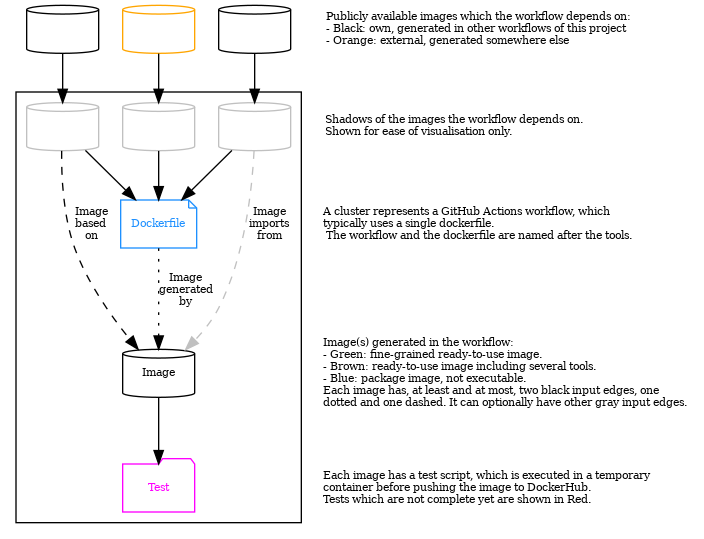 Publicly available images which the workflow depends on:
- Black: own, generated in other workflows of this project
- Orange: external, generated somewhere else
Shadows of the images the workflow depends on.
Shown for ease of visualisation only.
Dockerfile
Image
based
on
Image
imports
from
A cluster represents a GitHub Actions workflow, which
typically uses a single dockerfile.
The workflow and the dockerfile are named after the tools.
Image
generated
by
Image
Image(s) generated in the workflow:
- Green: fine-grained ready-to-use image.
- Brown: ready-to-use image including several tools.
- Blue: package image, not executable.
Each image has, at least and at most, two black input edges, one
dotted and one dashed. It can optionally have other gray input edges.
Test
Each image has a test script, which is executed in a temporary
container before pushing the image to DockerHub.
Tests which are not complete yet are shown in Red.